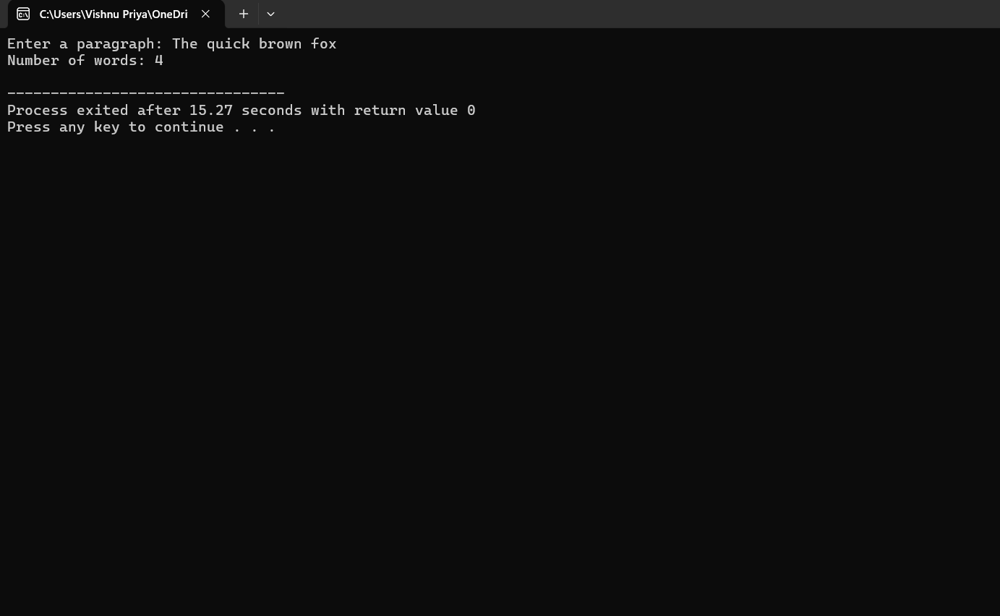 C:\Users\Vishnu Priya\OneDri
Enter a paragraph: The quick brown fox
Number of words: 4
--------------------------------
Process exited after 15.27 seconds with return value 0
Press any key to continue . . .